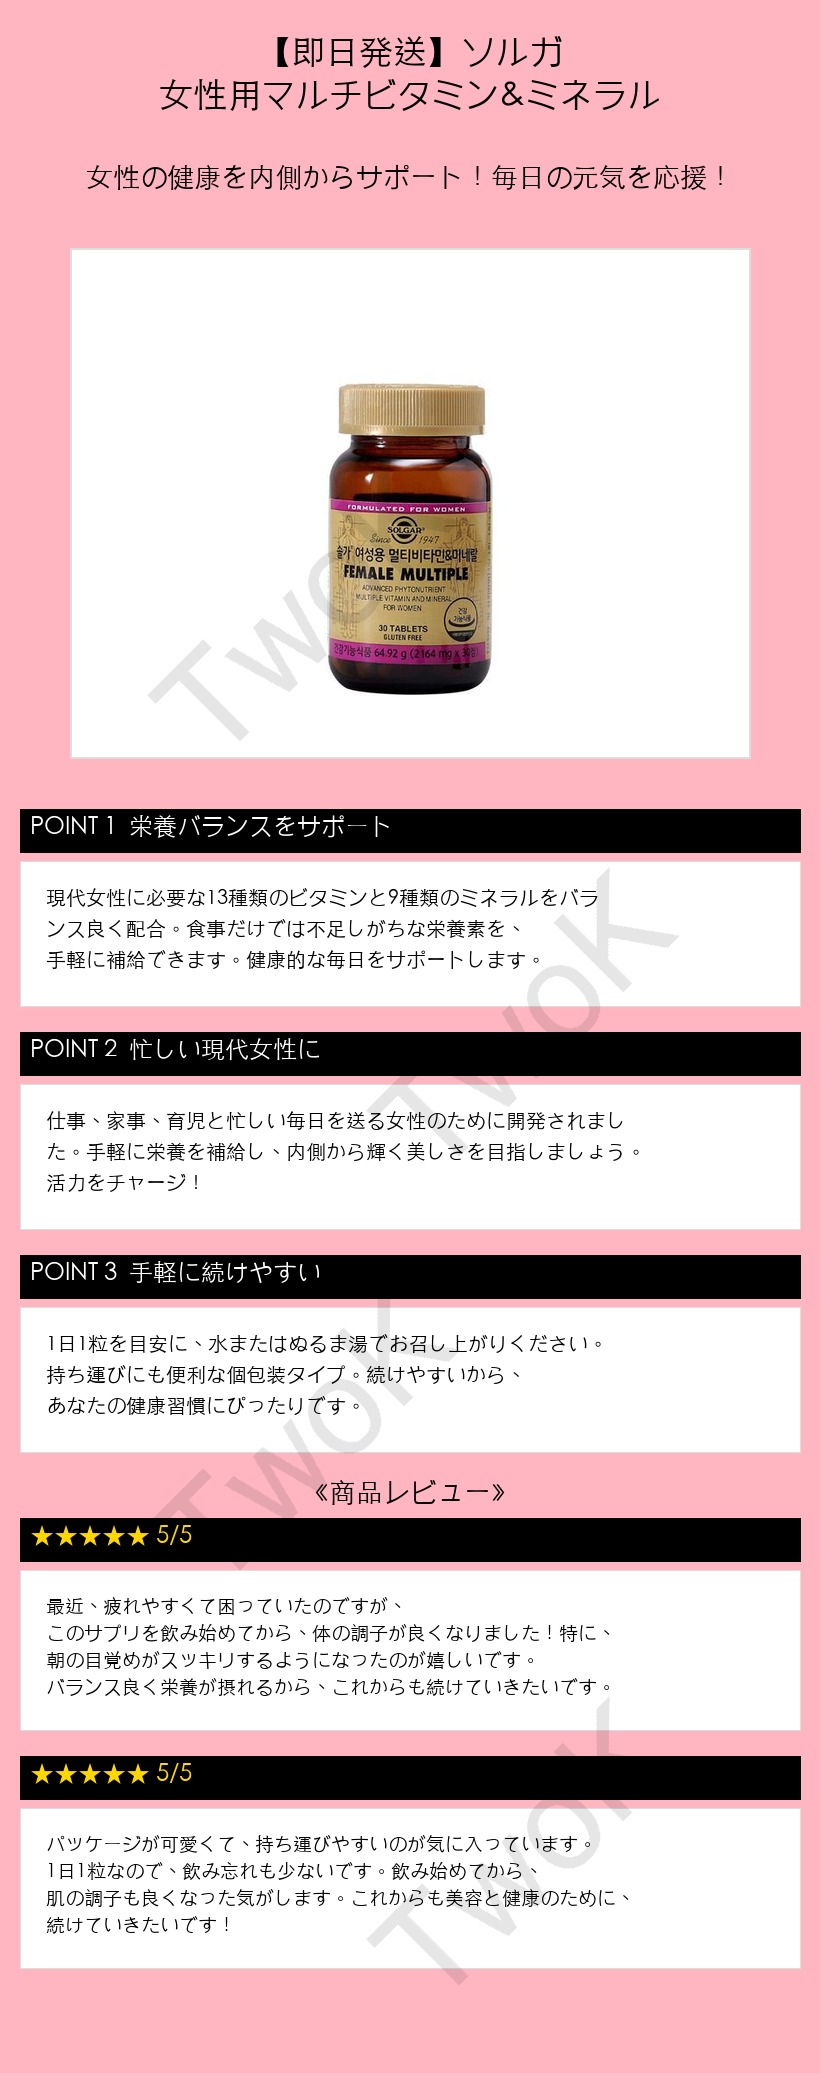 【即日発送】ソルガ
女性用マルチビタミン&ミネラル
女性の健康を内側からサポート！毎日の元気を応援！
FORMULATED FOR WOMEN
SOLGAR®
Since 1947
솔가 여성용 멀티비타민&미네랄
FEMALE MULTIPLE
ADVANCED PHYTONUTRIENT
MULTIPLE VITAMIN AND MINERAL
FOR WOMEN
건강
기능식품
30 TABLETS
GLUTEN FREE
건강기능식품 64.92 g (2164 mg x 30정)
TwoK
POINT 1 栄養バランスをサポート
現代女性に必要な13種類のビタミンと9種類のミネラルをバラ
ンス良く配合。食事だけでは不足しがちな栄養素を、
手軽に補給できます。健康的な毎日をサポートします。
TwoK
POINT 2 忙しい現代女性に
仕事、家事、育児と忙しい毎日を送る女性のために開発されまし
た。手軽に栄養を補給し、内側から輝く美しさを目指しましょう。
活力をチャージ！
POINT 3 手軽に続けやすい
1日1粒を目安に、水またはぬるま湯でお召し上がりください。
持ち運びにも便利な個包装タイプ。続けやすいから、
あなたの健康習慣にぴったりです。
TwoK
《商品レビュー》
★★★★★ 5/5
最近、疲れやすくて困っていたのですが、
このサプリを飲み始めてから、体の調子が良くなりました！特に、
朝の目覚めがスッキリするようになったのが嬉しいです。
バランス良く栄養が摂れるから、これからも続けていきたいです。
★★★★★ 5/5
パッケージが可愛くて、持ち運びやすいのが気に入っています。
1日1粒なので、飲み忘れも少ないです。飲み始めてから、
肌の調子も良くなった気がします。これからも美容と健康のために、
続けていきたいです！
TwoK